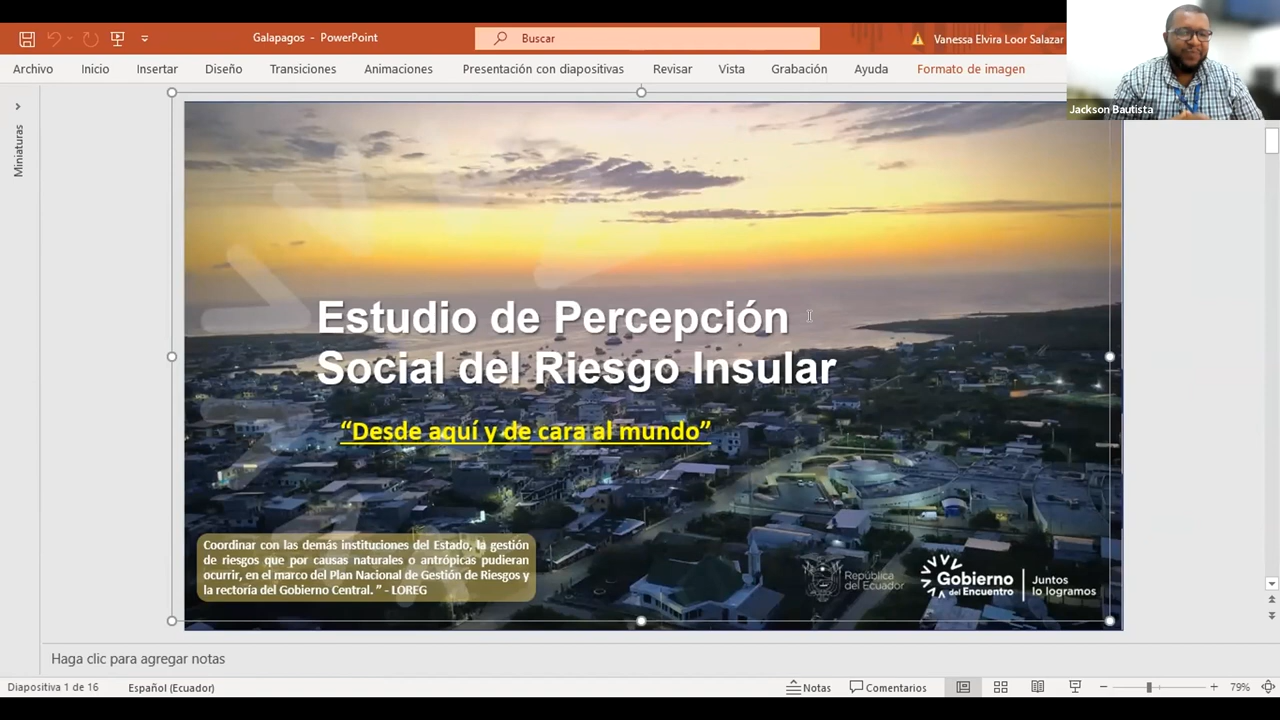 Galapagos - PowerPoint
Buscar
Vanessa Elvira Loor Salazar
Archivo Inicio Insertar Diseño Transiciones Animaciones Presentación con diapositivas Revisar Vista Grabación Ayuda Formato de imagen
Jackson Bautista
Miniaturas
Estudio de Percepción
Social del Riesgo Insular
“Desde aquí y de cara al mundo”
Coordinar con las demás instituciones del Estado, la gestión
de riesgos que por causas naturales o antrópicas pudieran
ocurrir, en el marco del Plan Nacional de Gestión de Riesgos y
la rectoría del Gobierno Central. ” - LOREG
República
del Ecuador
Gobierno
del Encuentro
Juntos
lo logramos
Haga clic para agregar notas
Diapositiva 1 de 16 Español (Ecuador) Notas Comentarios 79%